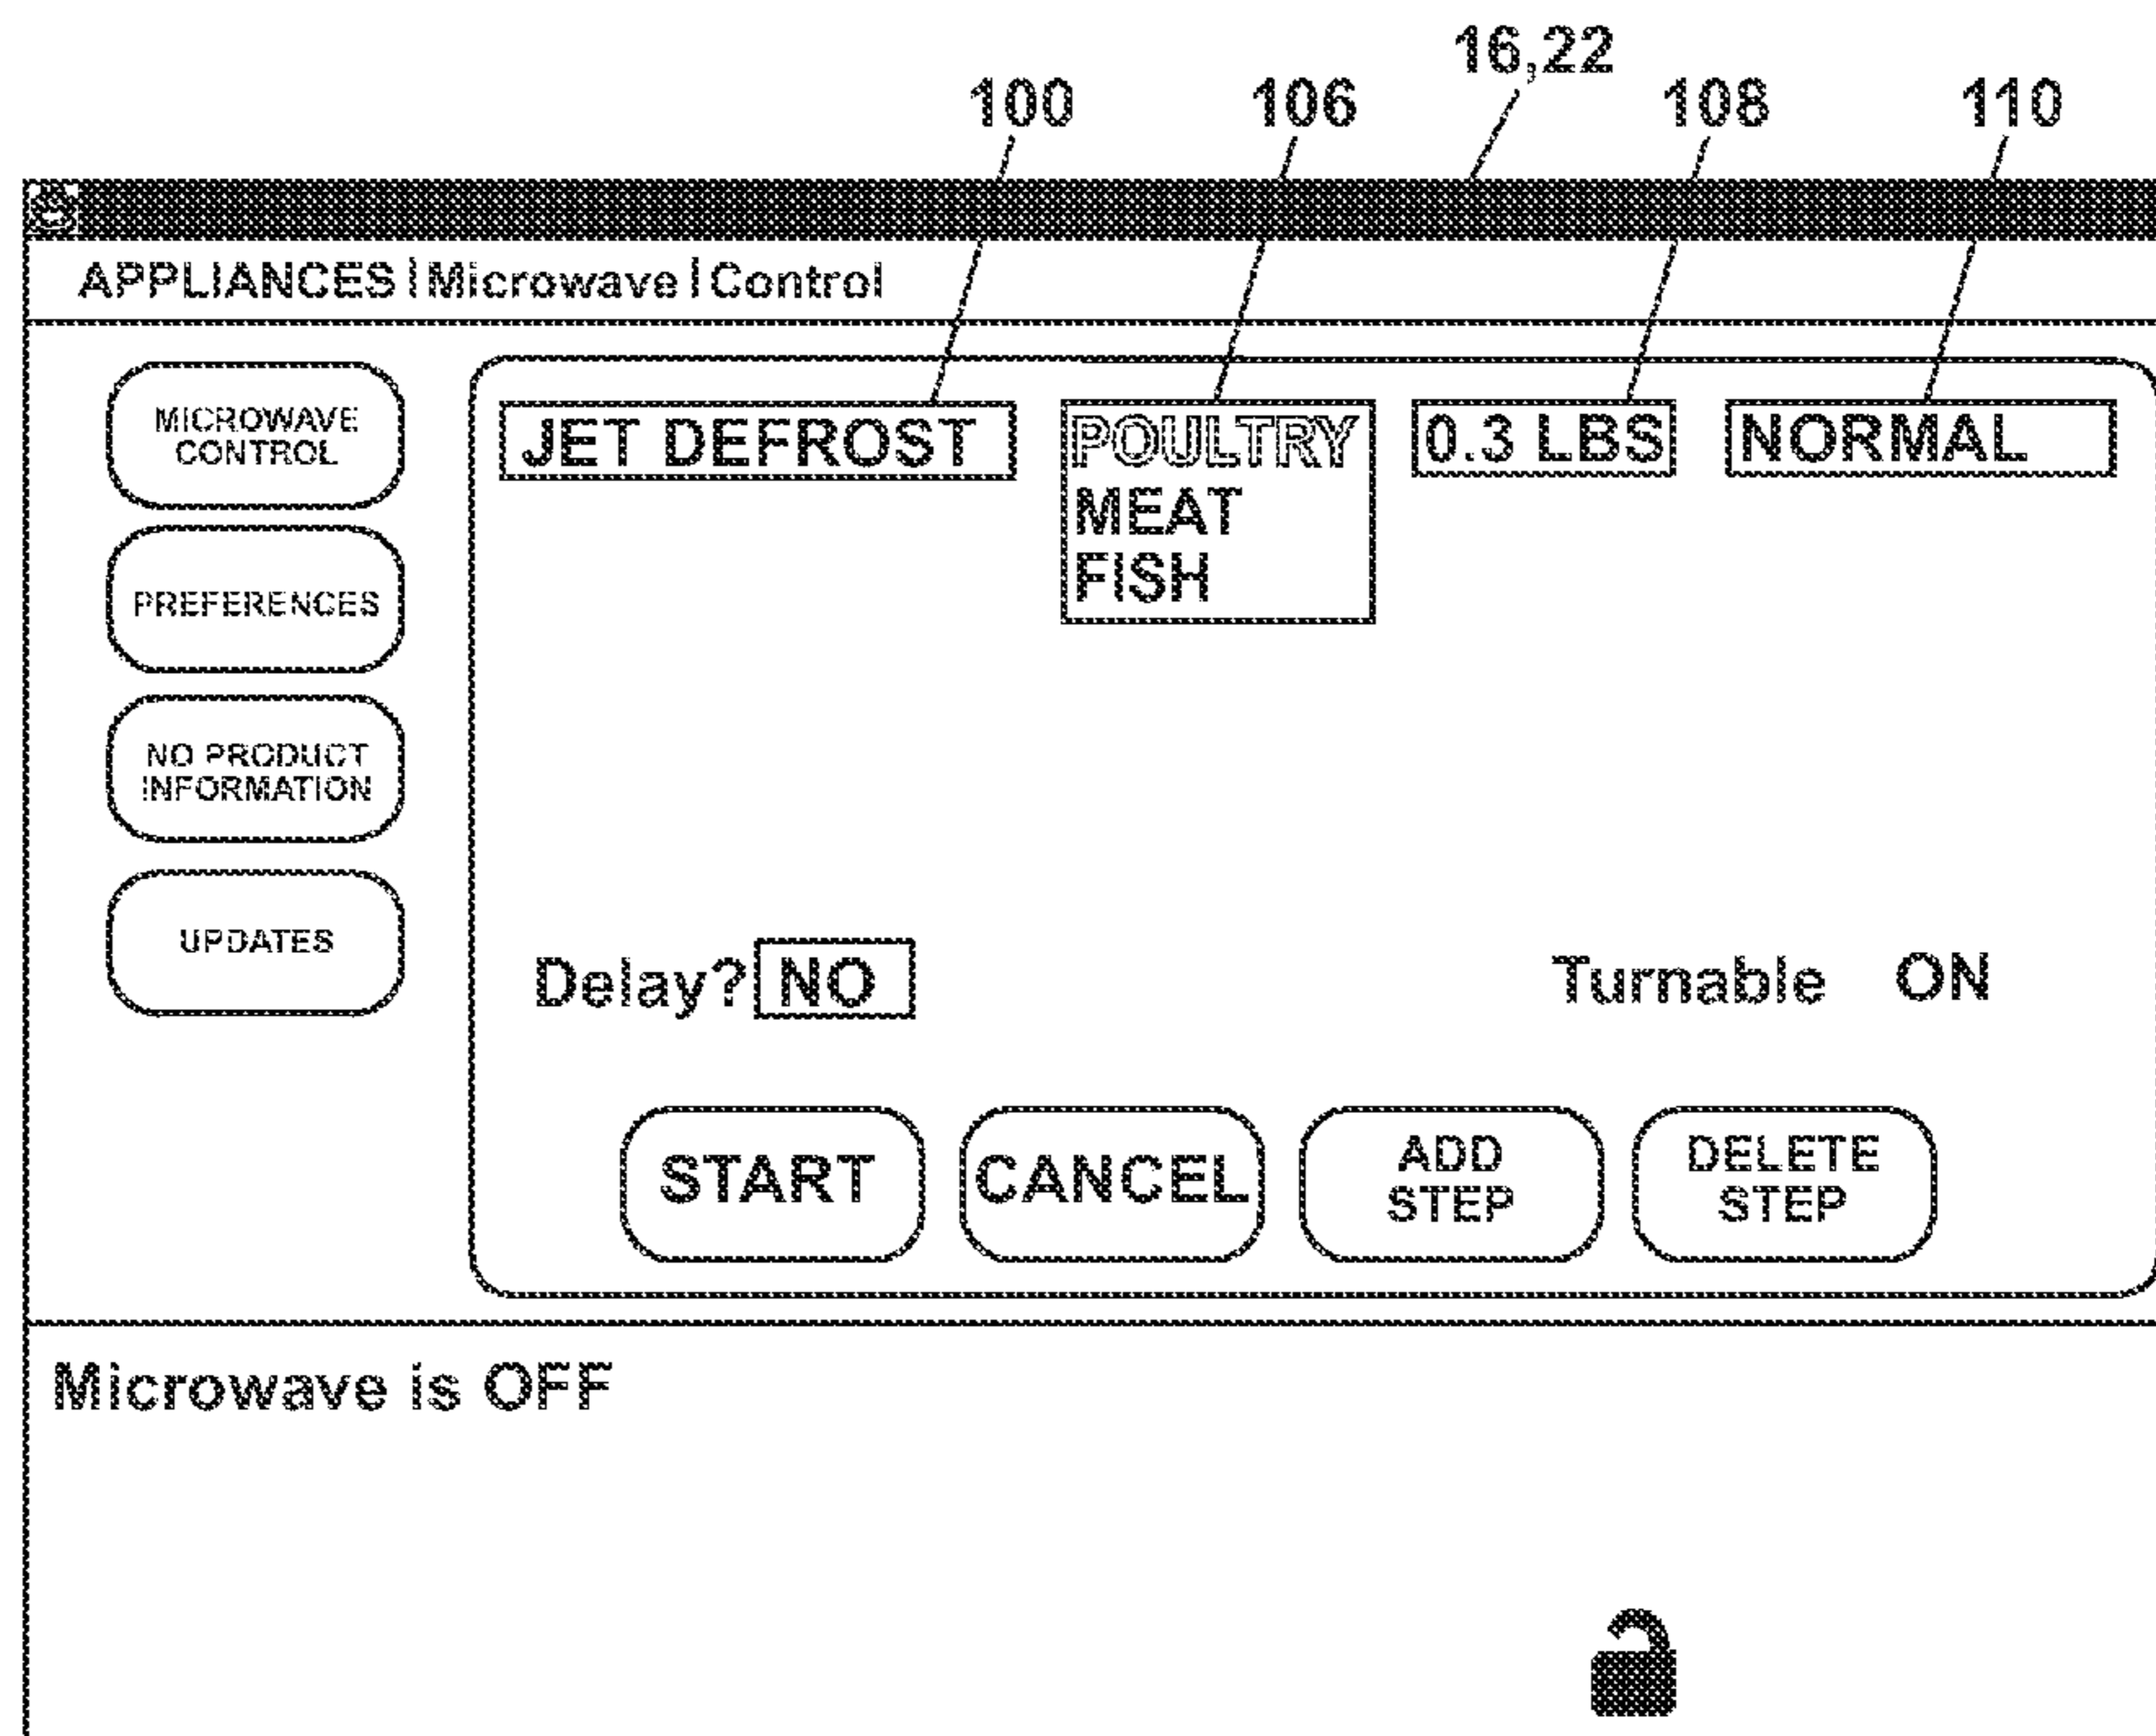 16,22
100 106 108 110
APPLIANCES | Microwave | Control
MICROWAVE
CONTROL
PREFERENCES
NO PRODUCT
INFORMATION
UPDATES
JET DEFROST POULTRY 0.3 LBS NORMAL
MEAT
FISH
Delay? NO Turnable ON
START CANCEL ADD
STEP DELETE
STEP
Microwave is OFF